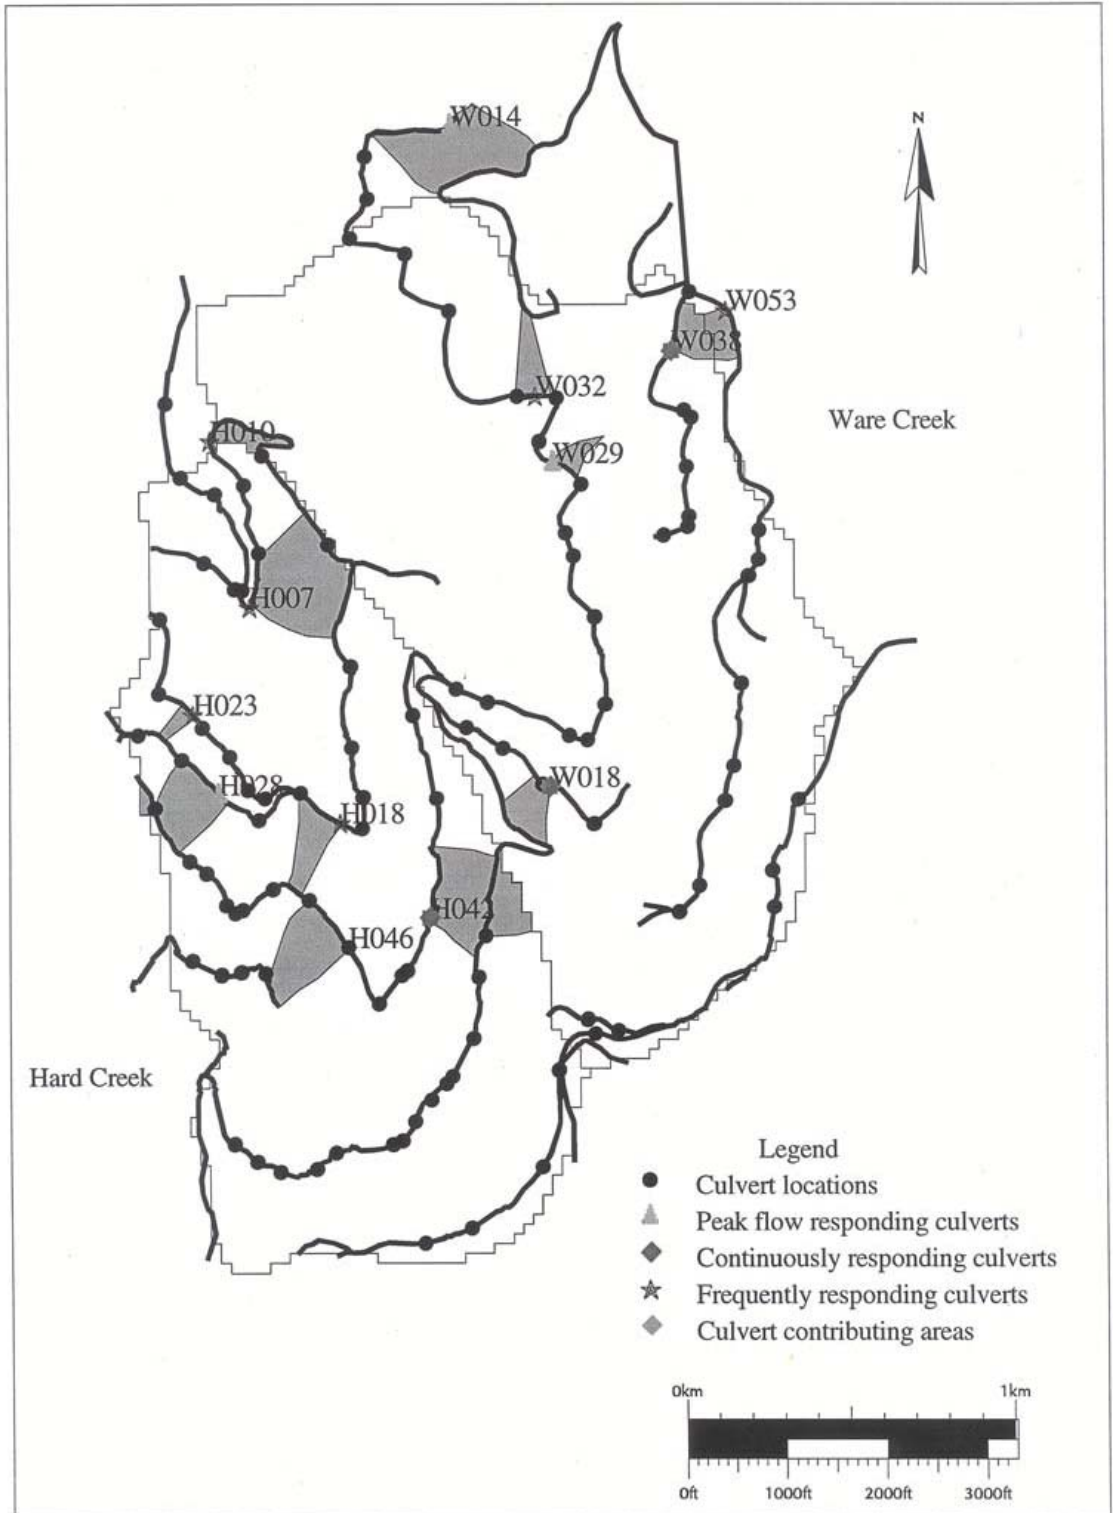 W014
N
W053
W038
W032
Ware Creek
H010
W029
H007
H023
H028
W018
H018
H042
H046
Hard Creek
Legend
Culvert locations
Peak flow responding culverts
Continuously responding culverts
Frequently responding culverts
Culvert contributing areas
0km 1km
0ft 1000ft 2000ft 3000ft